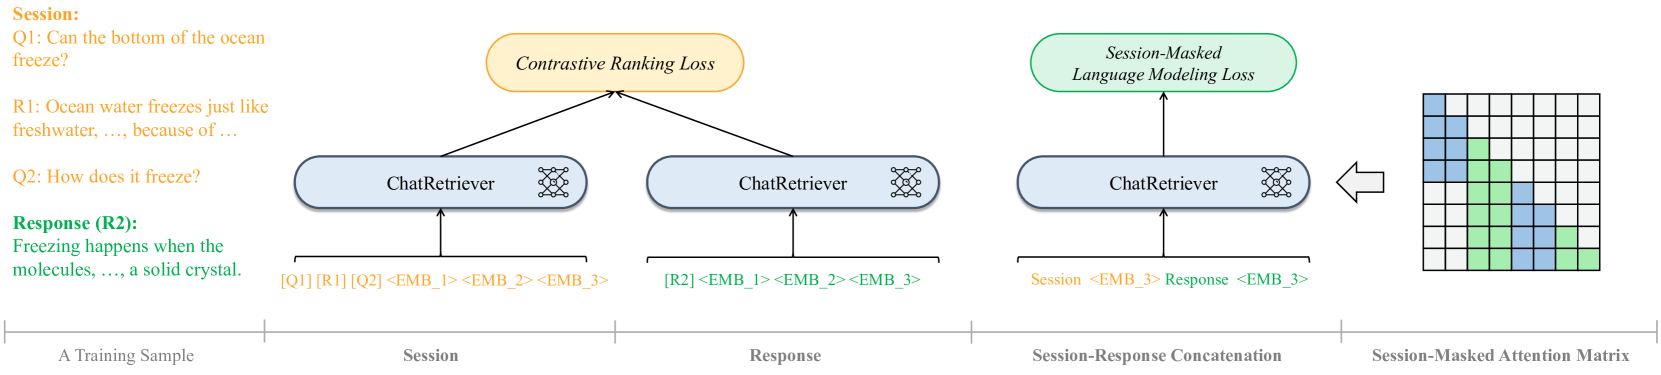 Session:
Q1: Can the bottom of the ocean
freeze?
R1: Ocean water freezes just like
freshwater, …, because of …
Q2: How does it freeze?
Response (R2):
Freezing happens when the
molecules, …, a solid crystal.
Contrastive Ranking Loss
Session-Masked
Language Modeling Loss
ChatRetriever
ChatRetriever
ChatRetriever
[Q1] [R1] [Q2] <EMB_1> <EMB_2> <EMB_3>
[R2] <EMB_1> <EMB_2> <EMB_3>
Session <EMB_3> Response <EMB_3>
A Training Sample
Session
Response
Session-Response Concatenation
Session-Masked Attention Matrix